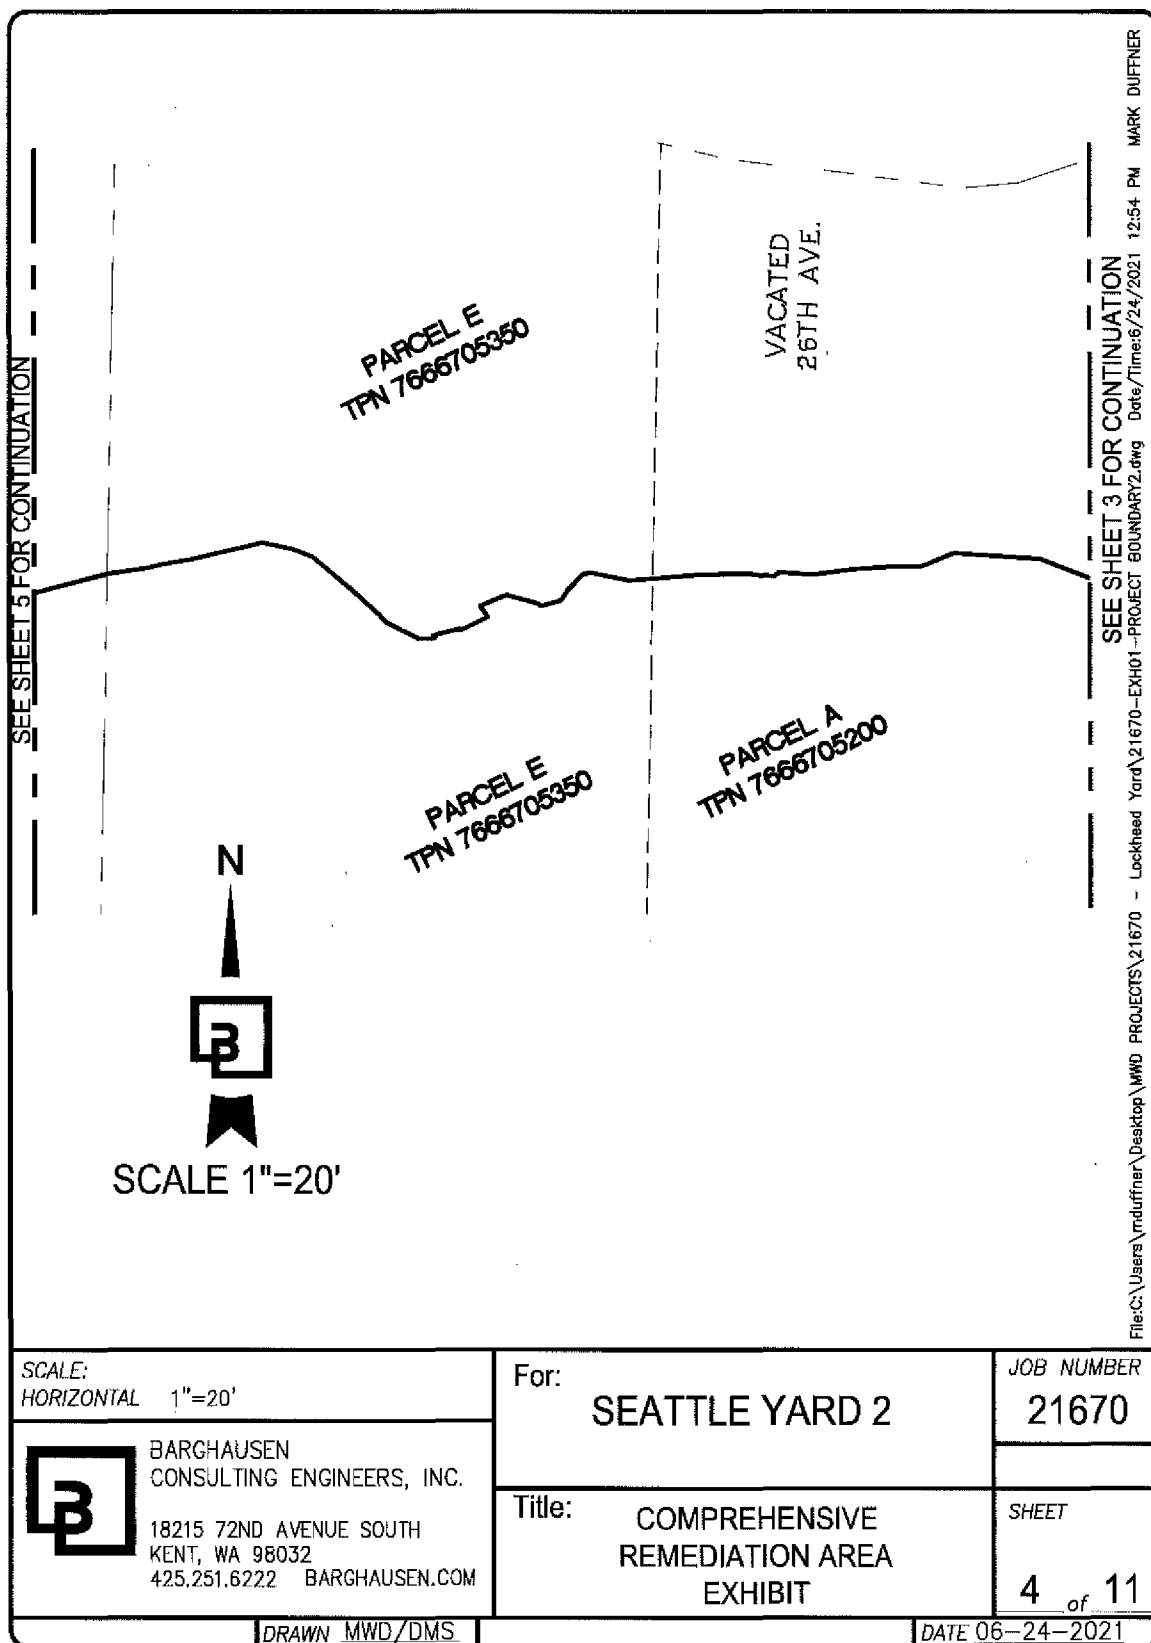 PARCEL E
TPN 7666705350
VACATED
26TH AVE.
SEE SHEET 5 FOR CONTINUATION
SEE SHEET 3 FOR CONTINUATION
File:C:\Users\mduffner\Desktop\MWD PROJECTS\21670 - Lockheed Yard\21670-EXH01-PROJECT BOUNDARY2.dwg Date/Time:6/24/2021 12:54 PM MARK DUFFNER
PARCEL A
TPN 7666705200
PARCEL E
TPN 7666705350
N
B
SCALE 1"=20'
SCALE:
HORIZONTAL 1"=20'
B
BARGHAUSEN
CONSULTING ENGINEERS, INC.
18215 72ND AVENUE SOUTH
KENT, WA 98032
425.251.6222 BARGHAUSEN.COM
For:
SEATTLE YARD 2
Title:
COMPREHENSIVE
REMEDIATION AREA
EXHIBIT
JOB NUMBER
21670
SHEET
4 of 11
DRAWN MWD/DMS
DATE 06-24-2021